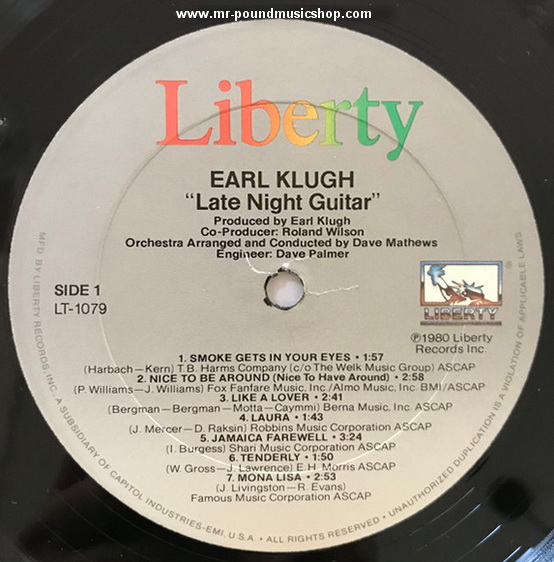 www.mr-poundmusicshop.com
Liberty
EARL KLUGH
“Late Night Guitar”
Produced by Earl Klugh
Co-Producer: Roland Wilson
Orchestra Arranged and Conducted by Dave Mathews
Engineer: Dave Palmer
SIDE 1
LT-1079
LIBERTY
®
℗1980 Liberty
Records Inc.
1. SMOKE GETS IN YOUR EYES • 1:57
(Harbach–Kern) T.B. Harms Company (c/o The Welk Music Group) ASCAP
2. NICE TO BE AROUND (Nice To Have Around) • 2:58
(P. Williams–J. Williams) Fox Fanfare Music, Inc./Almo Music, Inc. BMI/ASCAP
3. LIKE A LOVER • 2:41
(Bergman–Bergman–Motta–Caymmi) Berna Music, Inc. ASCAP
4. LAURA • 1:43
(J. Mercer–D. Raksin) Robbins Music Corporation ASCAP
5. JAMAICA FAREWELL • 3:24
(I. Burgess) Shari Music Corporation ASCAP
6. TENDERLY • 1:50
(W. Gross–J. Lawrence) E.H. Morris ASCAP
7. MONA LISA • 2:53
(J. Livingston–R. Evans)
Famous Music Corporation ASCAP
MFD. BY LIBERTY RECORDS, INC. A SUBSIDIARY OF CAPITOL INDUSTRIES-EMI, U.S.A. • ALL RIGHTS RESERVED • UNAUTHORIZED DUPLICATION IS A VIOLATION OF APPLICABLE LAWS